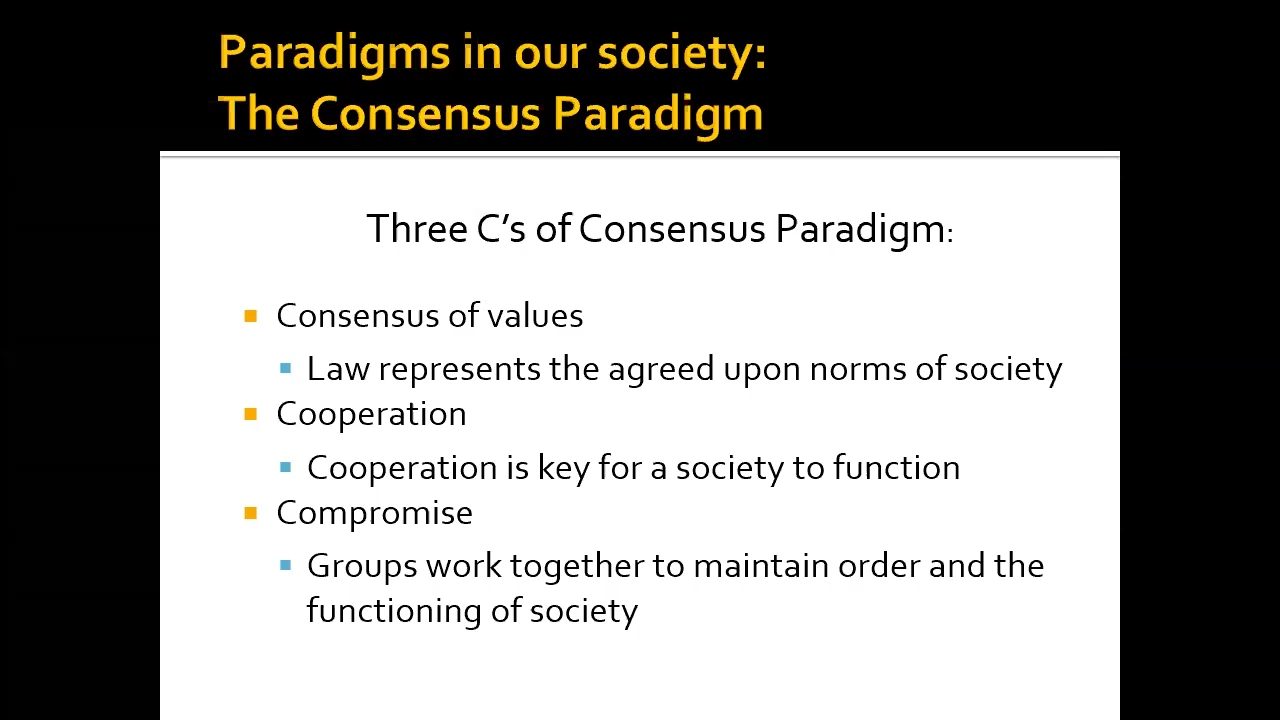 Paradigms in our society:
The Consensus Paradigm
Three C’s of Consensus Paradigm:
Consensus of values
Law represents the agreed upon norms of society
Cooperation
Cooperation is key for a society to function
Compromise
Groups work together to maintain order and the
functioning of society